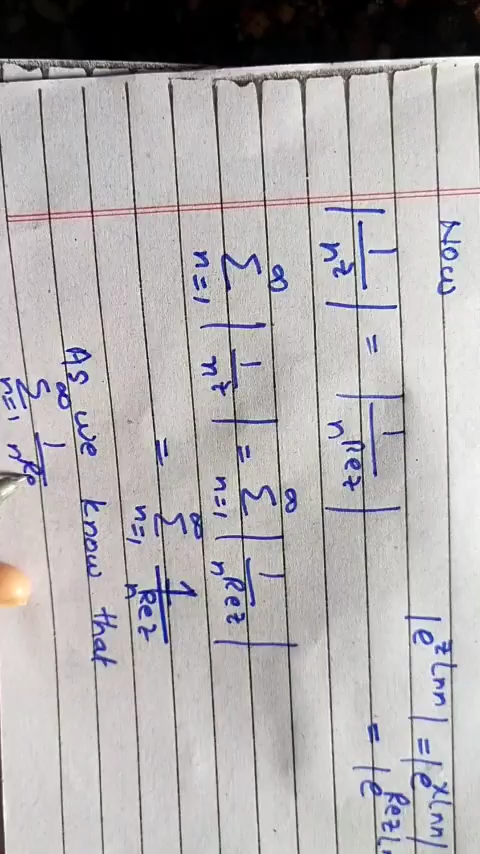 |e^{z ln n}| = |e^{x ln n}|
= |e^{Re z l
Now
|1/n^z| = |1/n^{Re z}|
∑_{n=1}^{∞} |1/n^z| = ∑_{n=1}^{∞} |1/n^{Re z}|
= ∑_{n=1}^{∞} 1/n^{Re z}
As we know that
∑_{n=1}^{∞} 1/n^{Re